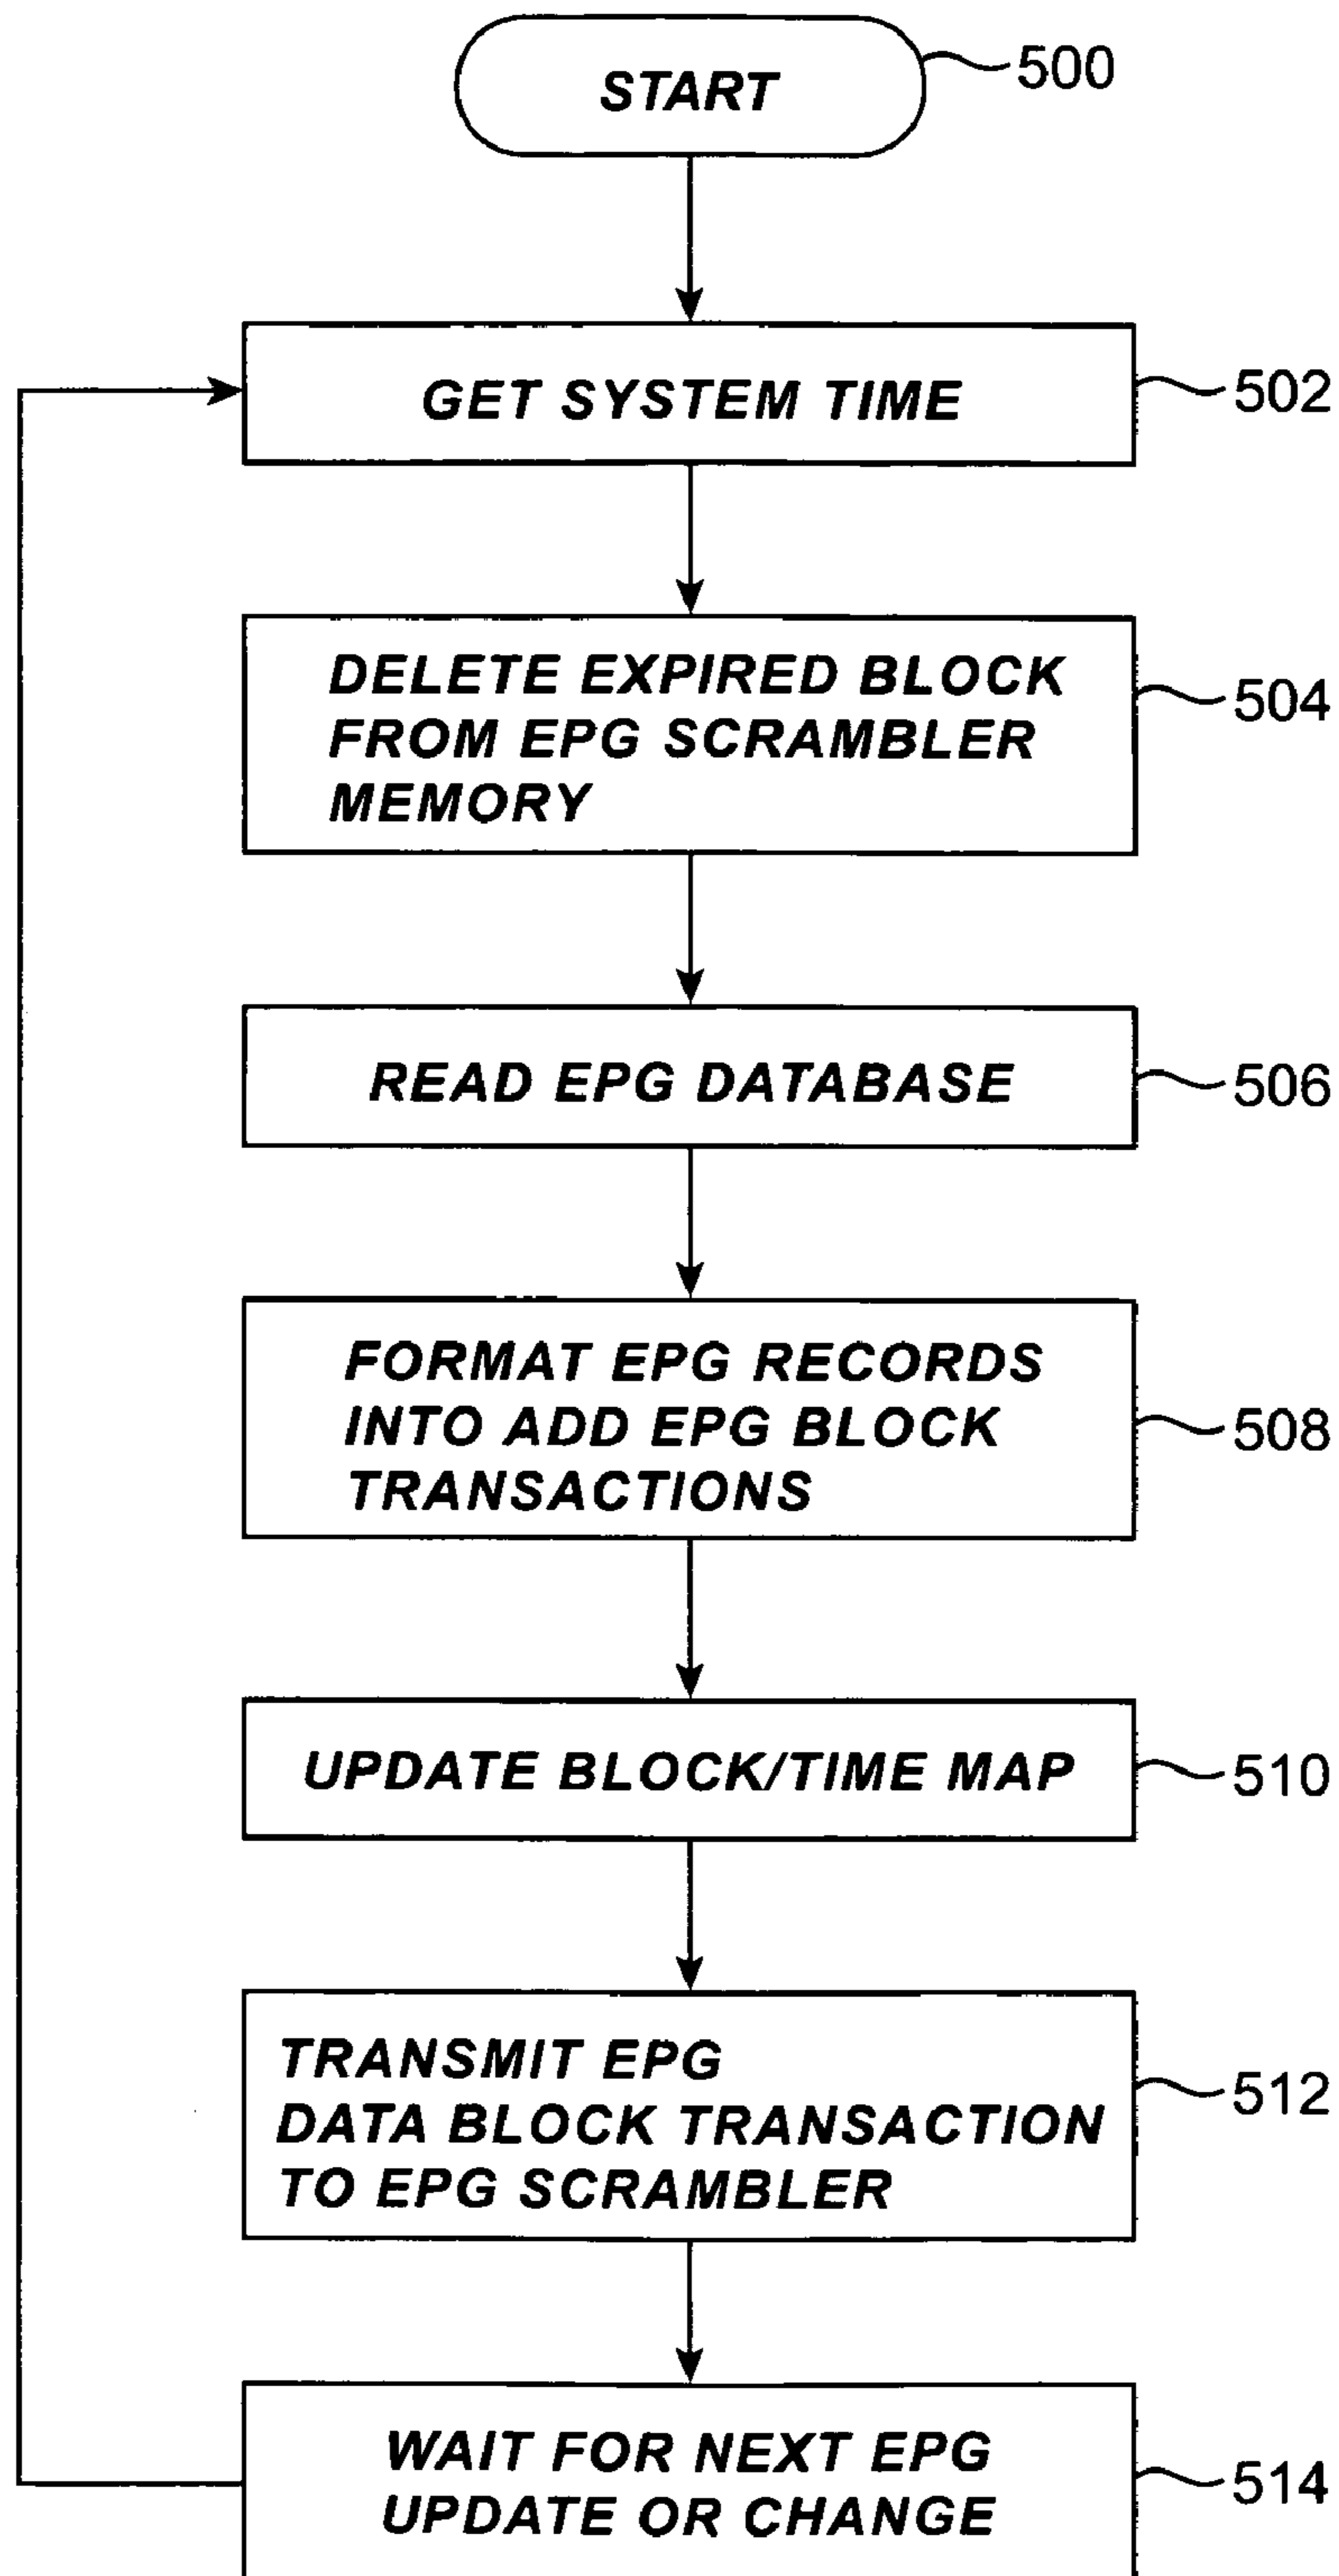 START
500
GET SYSTEM TIME
502
DELETE EXPIRED BLOCK
FROM EPG SCRAMBLER
MEMORY
504
READ EPG DATABASE
506
FORMAT EPG RECORDS
INTO ADD EPG BLOCK
TRANSACTIONS
508
UPDATE BLOCK/TIME MAP
510
TRANSMIT EPG
DATA BLOCK TRANSACTION
TO EPG SCRAMBLER
512
WAIT FOR NEXT EPG
UPDATE OR CHANGE
514